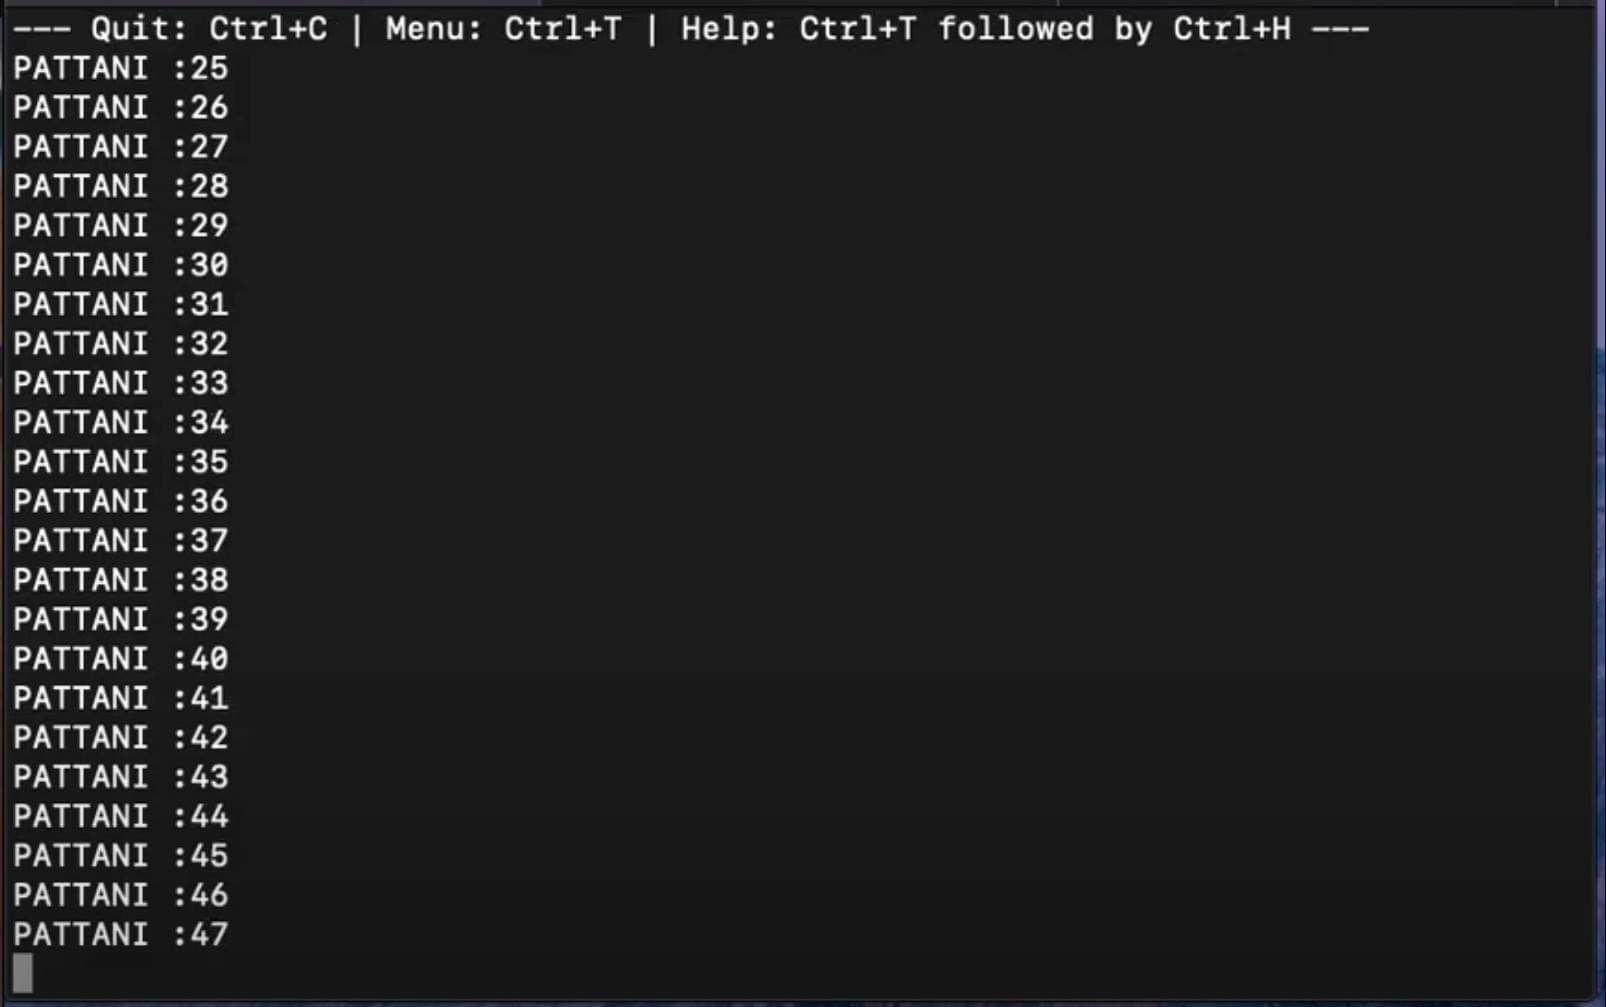 --- Quit: Ctrl+C | Menu: Ctrl+T | Help: Ctrl+T followed by Ctrl+H ---
PATTANI :25
PATTANI :26
PATTANI :27
PATTANI :28
PATTANI :29
PATTANI :30
PATTANI :31
PATTANI :32
PATTANI :33
PATTANI :34
PATTANI :35
PATTANI :36
PATTANI :37
PATTANI :38
PATTANI :39
PATTANI :40
PATTANI :41
PATTANI :42
PATTANI :43
PATTANI :44
PATTANI :45
PATTANI :46
PATTANI :47